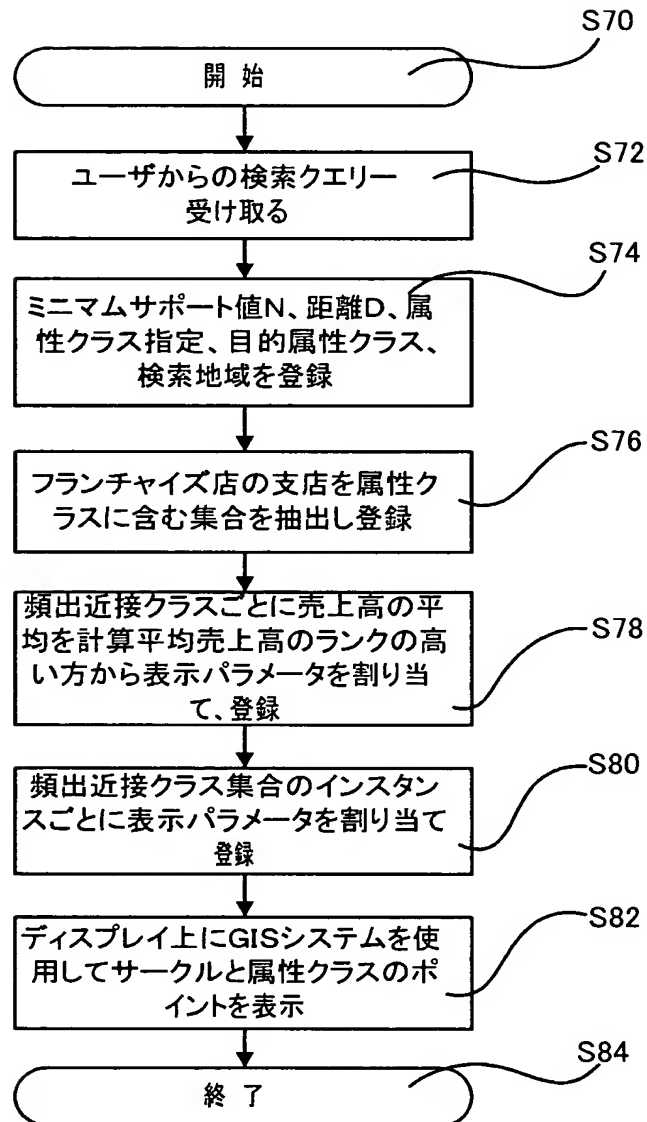 S70
開 始
S72
ユーザからの検索クエリー
受け取る
S74
ミニマムサポート値N、距離D、属
性クラス指定、目的属性クラス、
検索地域を登録
S76
フランチャイズ店の支店を属性ク
ラスに含む集合を抽出し登録
頻出近接クラスごとに売上高の平
均を計算平均売上高のランクの高
い方から表示パラメータを割り当
て、登録
S78
S80
頻出近接クラス集合のインスタン
スごとに表示パラメータを割り当て
登録
S82
ディスプレイ上にGISシステムを使
用してサークルと属性クラスのポ
イントを表示
S84
終 了